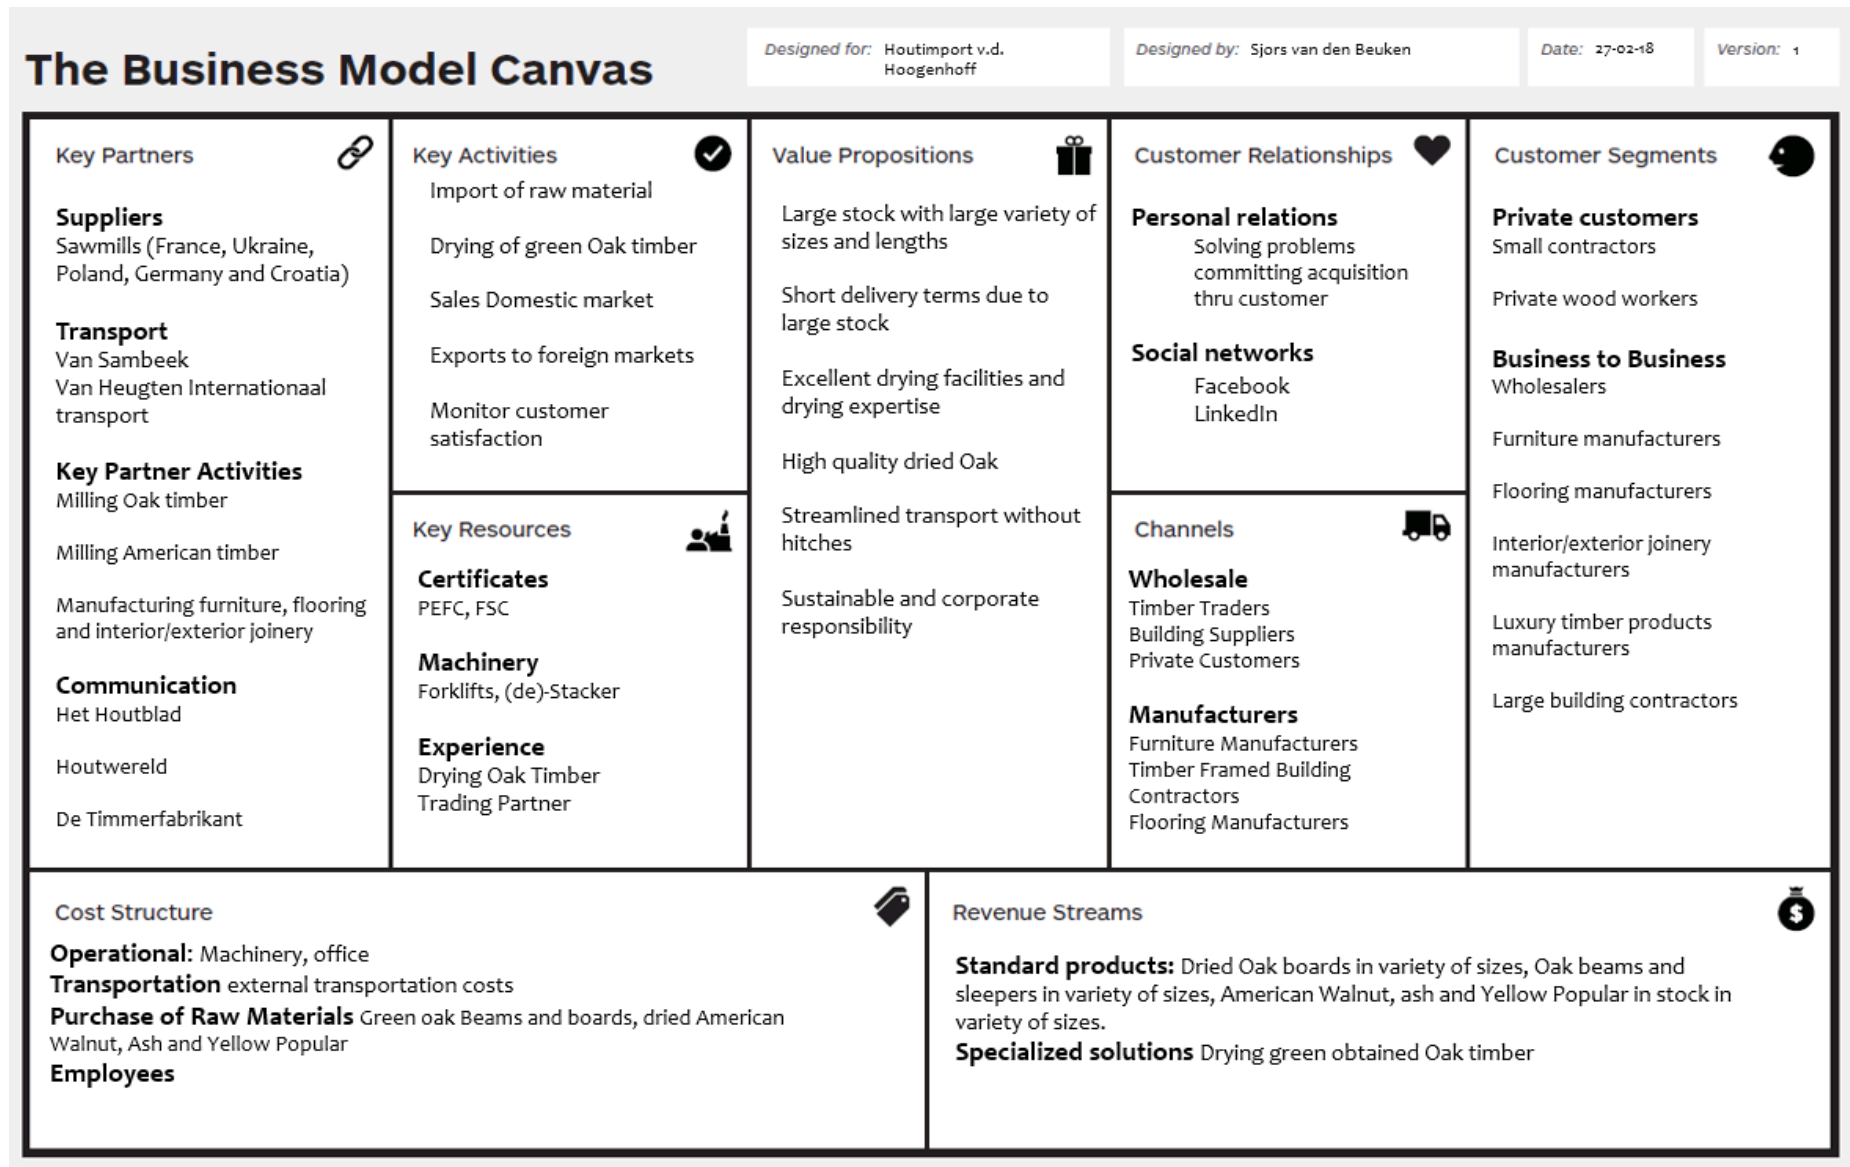 The Business Model Canvas
Designed for: Houtimport v.d.
Hoogenhoff
Designed by: Sjors van den Beuken
Date: 27-02-18
Version: 1
Key Partners
Suppliers
Sawmills (France, Ukraine,
Poland, Germany and Croatia)
Transport
Van Sambeek
Van Heugten Internationaal
transport
Key Partner Activities
Milling Oak timber
Milling American timber
Manufacturing furniture, flooring
and interior/exterior joinery
Communication
Het Houtblad
Houtwereld
De Timmerfabrikant
Key Activities
Import of raw material
Drying of green Oak timber
Sales Domestic market
Exports to foreign markets
Monitor customer
satisfaction
Key Resources
Certificates
PEFC, FSC
Machinery
Forklifts, (de)-Stacker
Experience
Drying Oak Timber
Trading Partner
Value Propositions
Large stock with large variety of
sizes and lengths
Short delivery terms due to
large stock
Excellent drying facilities and
drying expertise
High quality dried Oak
Streamlined transport without
hitches
Sustainable and corporate
responsibility
Customer Relationships
Personal relations
Solving problems
committing acquisition
thru customer
Social networks
Facebook
LinkedIn
Channels
Wholesale
Timber Traders
Building Suppliers
Private Customers
Manufacturers
Furniture Manufacturers
Timber Framed Building
Contractors
Flooring Manufacturers
Customer Segments
Private customers
Small contractors
Private wood workers
Business to Business
Wholesalers
Furniture manufacturers
Flooring manufacturers
Interior/exterior joinery
manufacturers
Luxury timber products
manufacturers
Large building contractors
Cost Structure
Operational: Machinery, office
Transportation external transportation costs
Purchase of Raw Materials Green oak Beams and boards, dried American
Walnut, Ash and Yellow Popular
Employees
Revenue Streams
$
Standard products: Dried Oak boards in variety of sizes, Oak beams and
sleepers in variety of sizes, American Walnut, ash and Yellow Popular in stock in
variety of sizes.
Specialized solutions Drying green obtained Oak timber